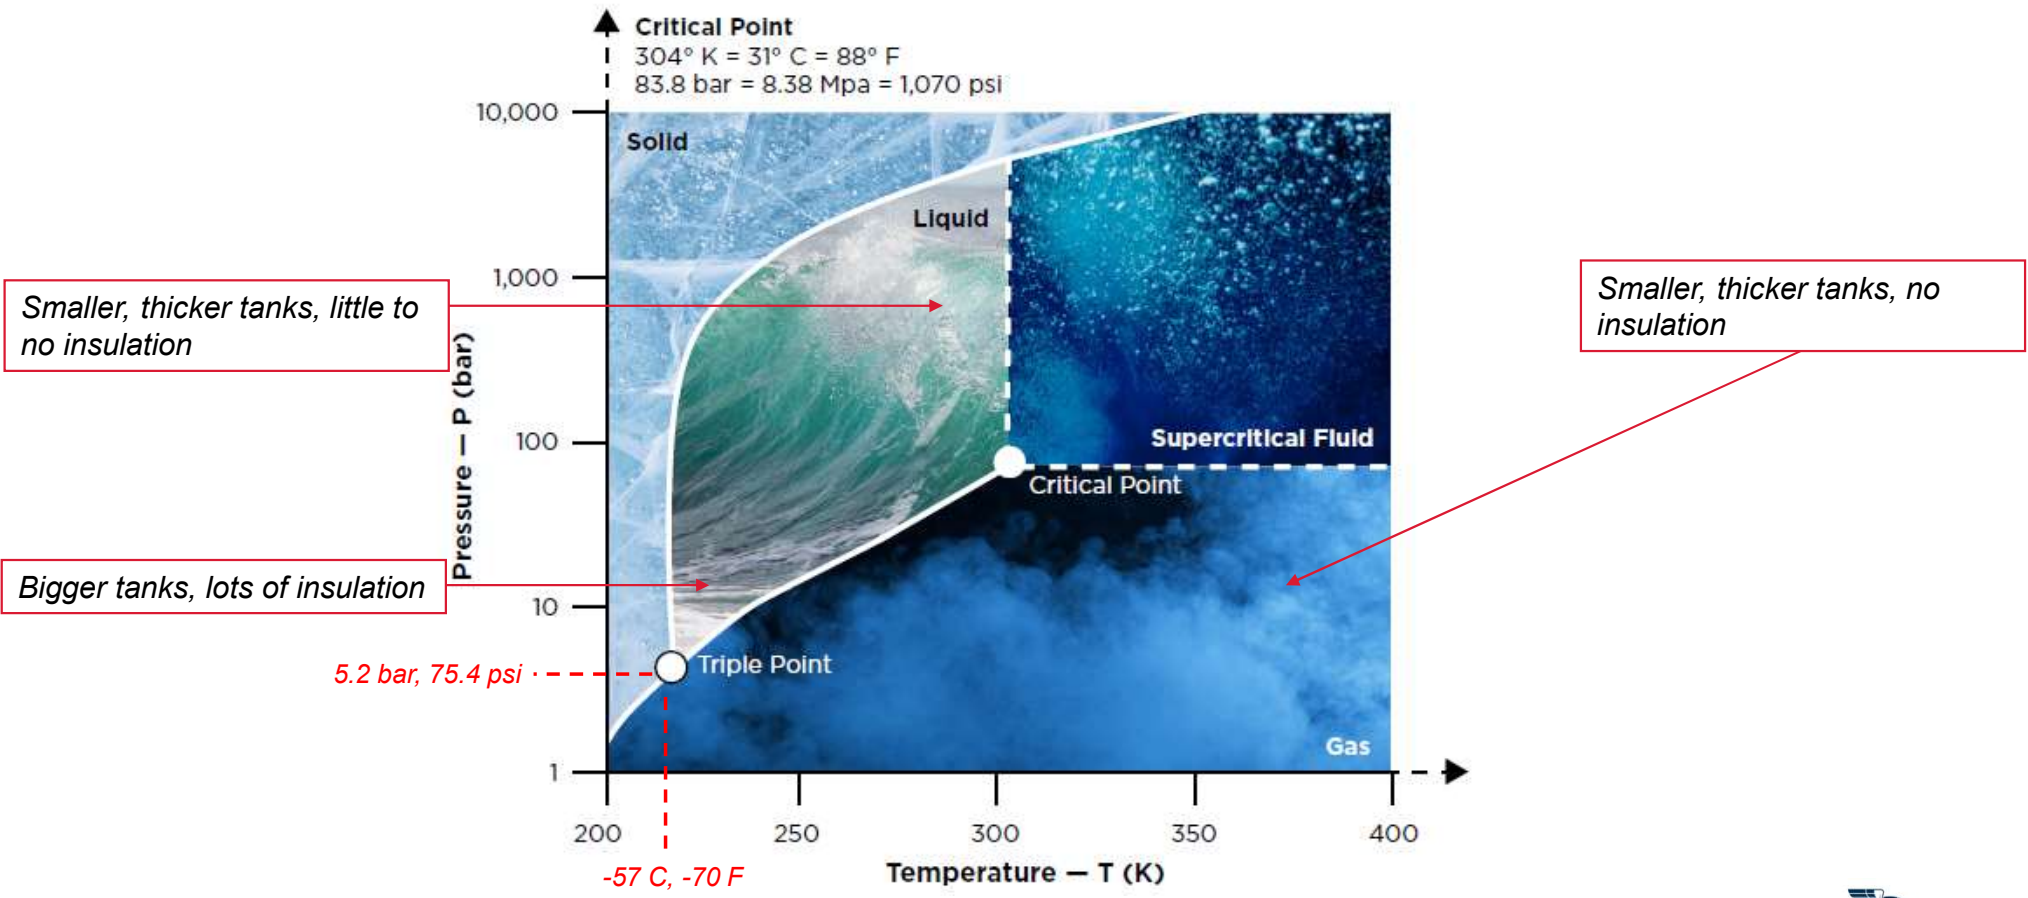 Critical Point
304° K = 31° C = 88° F
83.8 bar = 8.38 Mpa = 1,070 psi
10,000
Solid
Liquid
1,000
Smaller, thicker tanks, little to
no insulation
Smaller, thicker tanks, no
insulation
Pressure — P (bar)
100
Supercritical Fluid
Critical Point
Bigger tanks, lots of insulation
10
Triple Point
5.2 bar, 75.4 psi
Gas
1
200
250
300
350
400
-57 C, -70 F
Temperature — T (K)